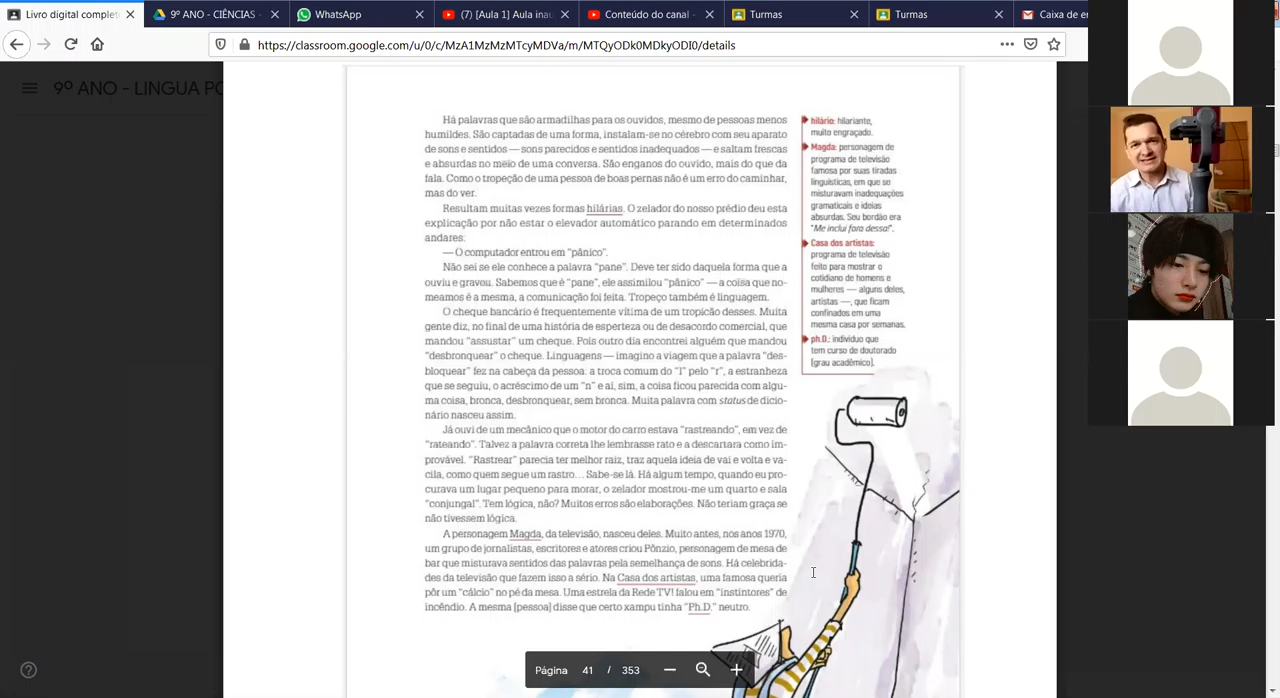 Livro digital complet
9º ANO - CIÊNCIAS -
WhatsApp
(7) [Aula 1] Aula inau
Conteúdo do canal -
Turmas
Turmas
Caixa de en
https://classroom.google.com/u/0/c/MzA1MzMzMTcyMDVa/m/MTQyODk0MDkyODI0/details
9º ANO - LINGUA PO
Há palavras que são armadilhas para os ouvidos, mesmo de pessoas menos
humildes. São captadas de uma forma, instalam-se no cérebro com seu aparato
de sons e sentidos — sons parecidos e sentidos inadequados — e saltam frescas
e absurdas no meio de uma conversa. São enganos do ouvido, mais do que da
fala. Como o tropeção de uma pessoa de boas pernas não é um erro do caminhar,
mas do ver.
Resultam muitas vezes formas hilárias. O zelador do nosso prédio deu esta
explicação por não estar o elevador automático parando em determinados
andares:
— O computador entrou em "pânico".
Não sei se ele conhece a palavra "pane". Deve ter sido daquela forma que a
ouviu e gravou. Sabemos que é "pane", ele assimilou "pânico" — a coisa que no-
meamos é a mesma, a comunicação foi feita. Tropeço também é linguagem.
O cheque bancário é frequentemente vítima de um tropicão desses. Muita
gente diz, no final de uma história de esperteza ou de desacordo comercial, que
mandou "assustar" um cheque. Pois outro dia encontrei alguém que mandou
"desbronquear" o cheque. Linguagens — imagino a viagem que a palavra "des-
bloquear" fez na cabeça da pessoa: a troca comum do "l" pelo "r", a estranheza
que se seguiu, o acréscimo de um "n" e aí, sim, a coisa ficou parecida com algu-
ma coisa, bronca, desbronquear, sem bronca. Muita palavra com status de dicio-
nário nasceu assim.
Já ouvi de um mecânico que o motor do carro estava "rastreando", em vez de
"rateando". Talvez a palavra correta lhe lembrasse rato e a descartara como im-
provável. "Rastrear" parecia ter melhor raiz, traz aquela ideia de vai e volta e va-
cila, como quem segue um rastro... Sabe-se lá. Há algum tempo, quando eu pro-
curava um lugar pequeno para morar, o zelador mostrou-me um quarto e sala
"conjugal". Tem lógica, não? Muitos erros são elaborações. Não teriam graça se
não tivessem lógica.
A personagem Magda, da televisão, nasceu deles. Muito antes, nos anos 1970,
um grupo de jornalistas, escritores e atores criou Pônzio, personagem de mesa de
bar que misturava sentidos das palavras pela semelhança de sons. Há celebrida-
des da televisão que fazem isso a sério. Na Casa dos artistas, uma famosa queria
pôr um "cálcio" no pé da mesa. Uma estrela da Rede TV! falou em "instintores" de
incêndio. A mesma [pessoa] disse que certo xampu tinha "Ph.D." neutro.
hilário: hilariante,
muito engraçado.
Magda: personagem de
programa de televisão
famosa por suas tiradas
linguísticas, em que se
misturavam inadequações
gramaticais e ideias
absurdas. Seu bordão era
"Me inclui fora dessa!".
Casa dos artistas:
programa de televisão
feito para mostrar o
cotidiano de homens e
mulheres — alguns deles,
artistas —, que ficam
confinados em uma
mesma casa por semanas.
ph.D.: indivíduo que
tem curso de doutorado
(grau acadêmico).
Página 41 / 353